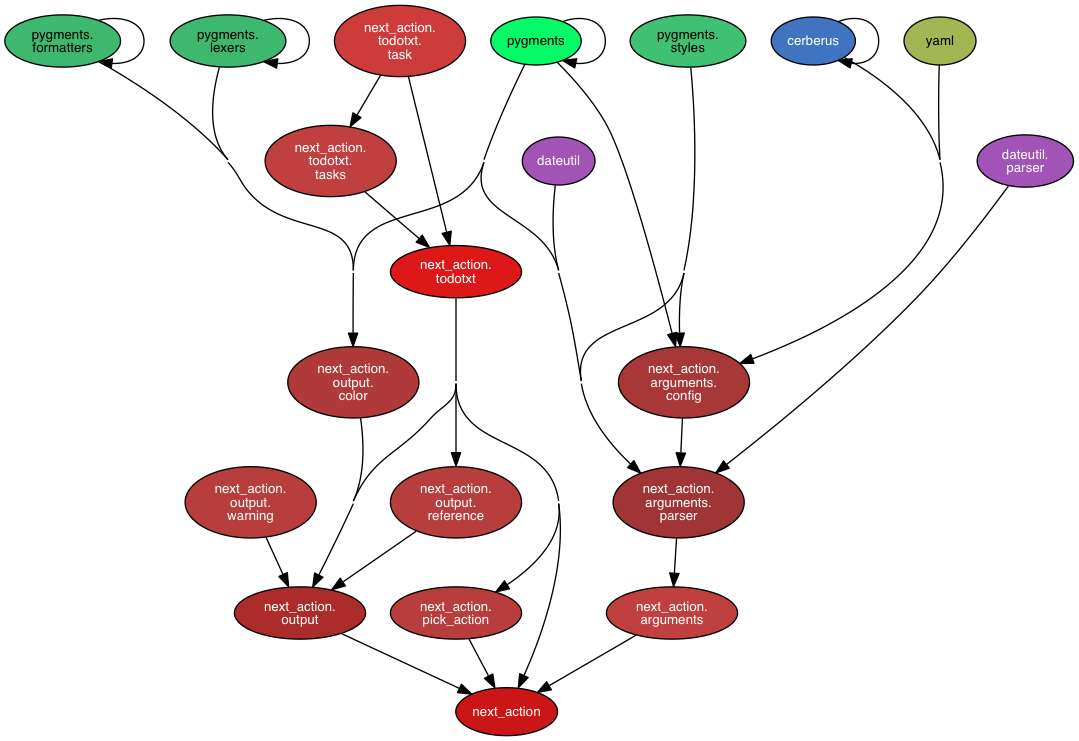 pygments.
formatters
pygments.
lexers
next_action.
todotxt.
task
pygments
pygments.
styles
cerberus
yaml
next_action.
todotxt.
tasks
dateutil
dateutil.
parser
next_action.
todotxt
next_action.
output.
color
next_action.
arguments.
config
next_action.
output.
warning
next_action.
output.
reference
next_action.
arguments.
parser
next_action.
output
next_action.
pick_action
next_action.
arguments
next_action